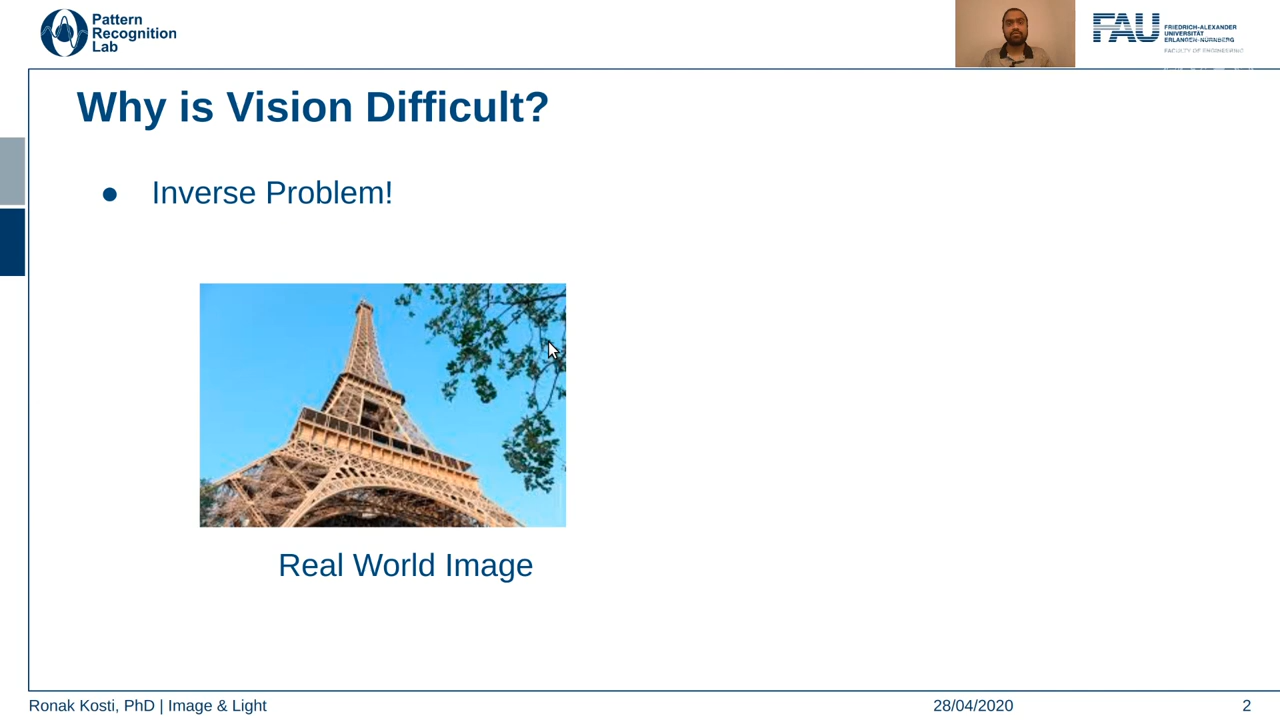 Pattern
Recognition
Lab
FAU
FRIEDRICH-ALEXANDER
UNIVERSITÄT
ERLANGEN-NÜRNBERG
FACULTY OF ENGINEERING
Why is Vision Difficult?
● Inverse Problem!
Real World Image
Ronak Kosti, PhD | Image & Light
28/04/2020
2